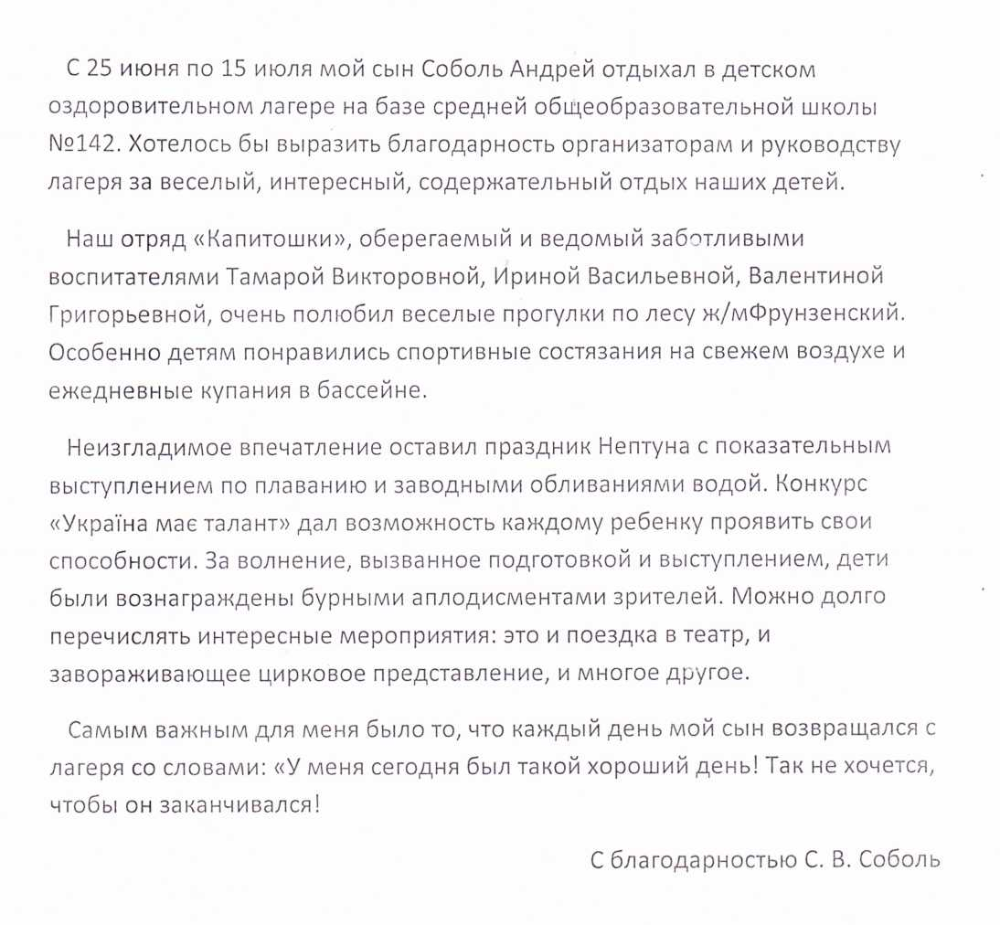 С 25 июня по 15 июля мой сын Соболь Андрей отдыхал в детском
оздоровительном лагере на базе средней общеобразовательной школы
№142. Хотелось бы выразить благодарность организаторам и руководству
лагеря за веселый, интересный, содержательный отдых наших детей.
Наш отряд «Капитошки», оберегаемый и ведомый заботливыми
воспитателями Тамарой Викторовной, Ириной Васильевной, Валентиной
Григорьевной, очень полюбил веселые прогулки по лесу ж/мФрунзенский.
Особенно детям понравились спортивные состязания на свежем воздухе и
ежедневные купания в бассейне.
Неизгладимое впечатление оставил праздник Нептуна с показательным
выступлением по плаванию и заводными обливаниями водой. Конкурс
«Україна має талант» дал возможность каждому ребенку проявить свои
способности. За волнение, вызванное подготовкой и выступлением, дети
были вознаграждены бурными аплодисментами зрителей. Можно долго
перечислять интересные мероприятия: это и поездка в театр, и
завораживающее цирковое представление, и многое другое.
Самым важным для меня было то, что каждый день мой сын возвращался с
лагеря со словами: «У меня сегодня был такой хороший день! Так не хочется,
чтобы он заканчивался!
С благодарностью С. В. Соболь